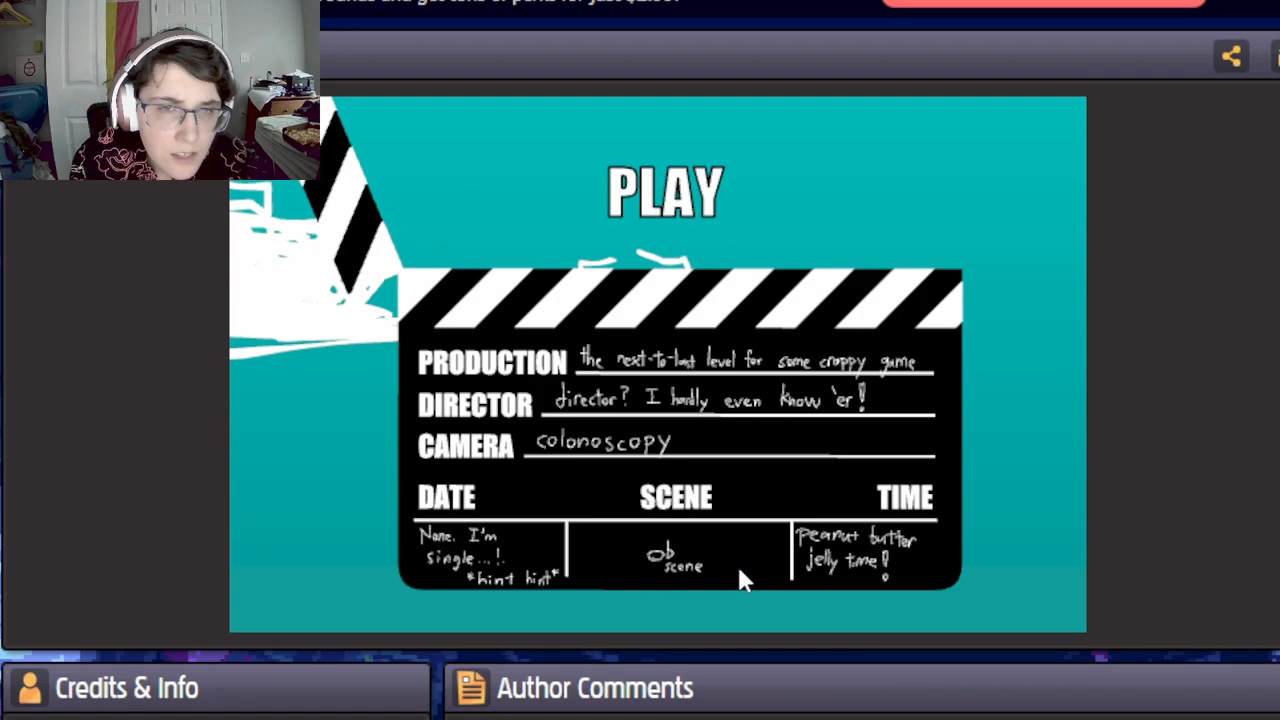 PLAY
PRODUCTION the next-to-last level for some crappy game
DIRECTOR director? I hardly even know 'er!
CAMERA colonoscopy
DATE SCENE TIME
None. I'm
single...!
*hint hint*
ob
scene
Peanut butter
jelly time!
Credits & Info
Author Comments